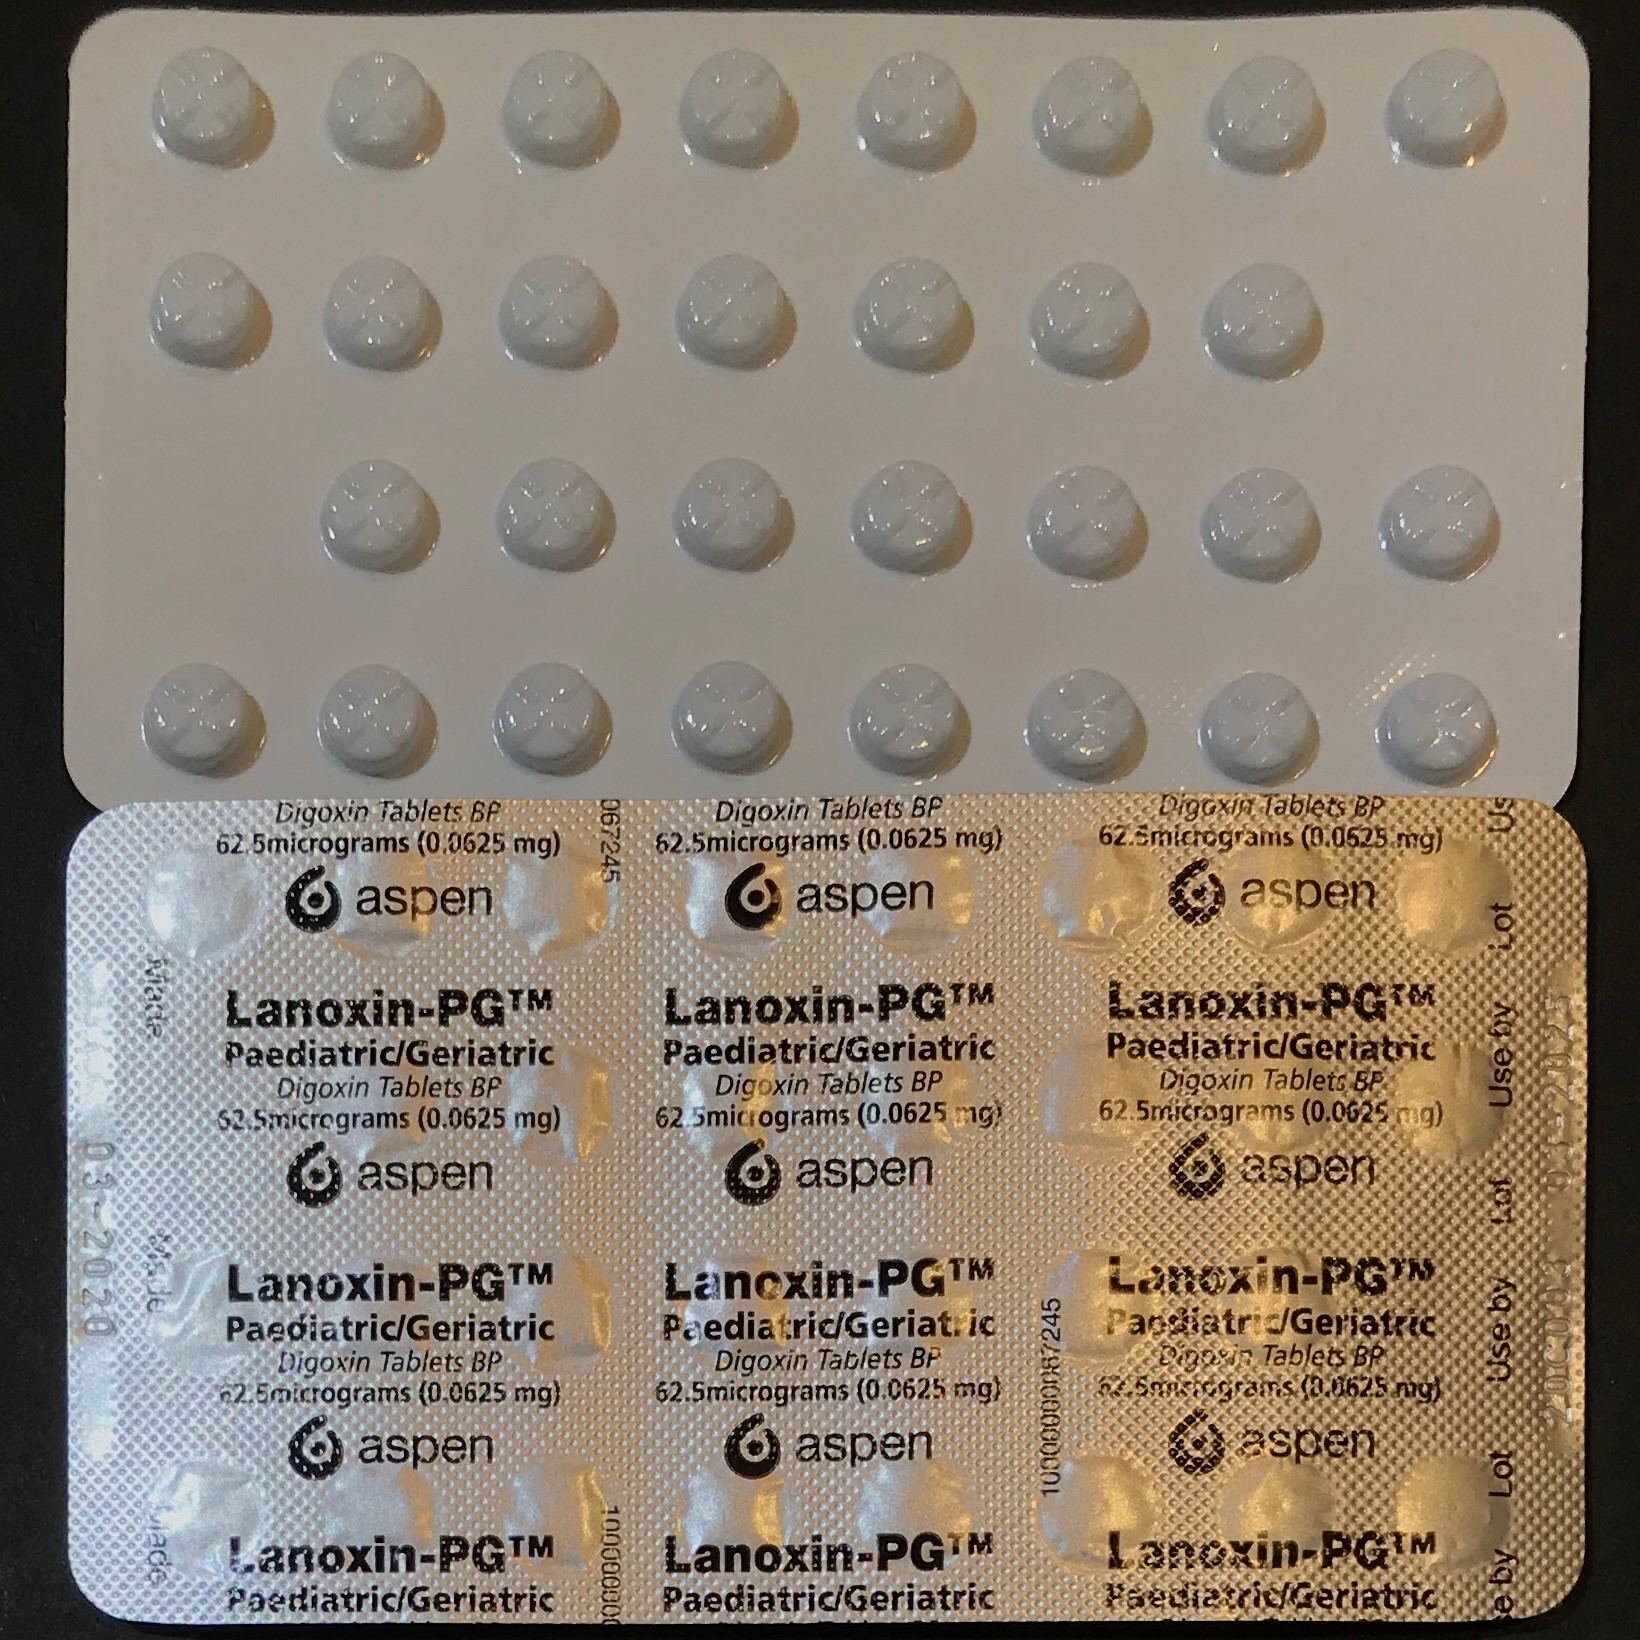 Digoxin Tablets BP
62.5micrograms (0.0625 mg)
aspen
Digoxin Tablets BP
62.5micrograms (0.0625 mg)
aspen
Digoxin Tablets BP
62.5micrograms (0.0625 mg)
aspen
067245
Us
Lot
Made
Lanoxin-PG™
Paediatric/Geriatric
Digoxin Tablets BP
62.5micrograms (0.0625 mg)
aspen
Lanoxin-PG™
Paediatric/Geriatric
Digoxin Tablets BP
62.5micrograms (0.0625 mg)
aspen
Lanoxin-PG™
Paediatric/Geriatric
Digoxin Tablets BP
62.5micrograms (0.0625 mg)
aspen
Use by
Lot
03-2020
Made
Lanoxin-PG™
Paediatric/Geriatric
Digoxin Tablets BP
62.5micrograms (0.0625 mg)
aspen
Lanoxin-PG™
Paediatric/Geriatric
Digoxin Tablets BP
62.5micrograms (0.0625 mg)
aspen
Lanoxin-PG™
Paediatric/Geriatric
Digoxin Tablets BP
62.5micrograms (0.0625 mg)
aspen
Use by
Lot
Made
Lanoxin-PG™
Paediatric/Geriatric
Lanoxin-PG™
Paediatric/Geriatric
Lanoxin-PG™
Paediatric/Geriatric
e by